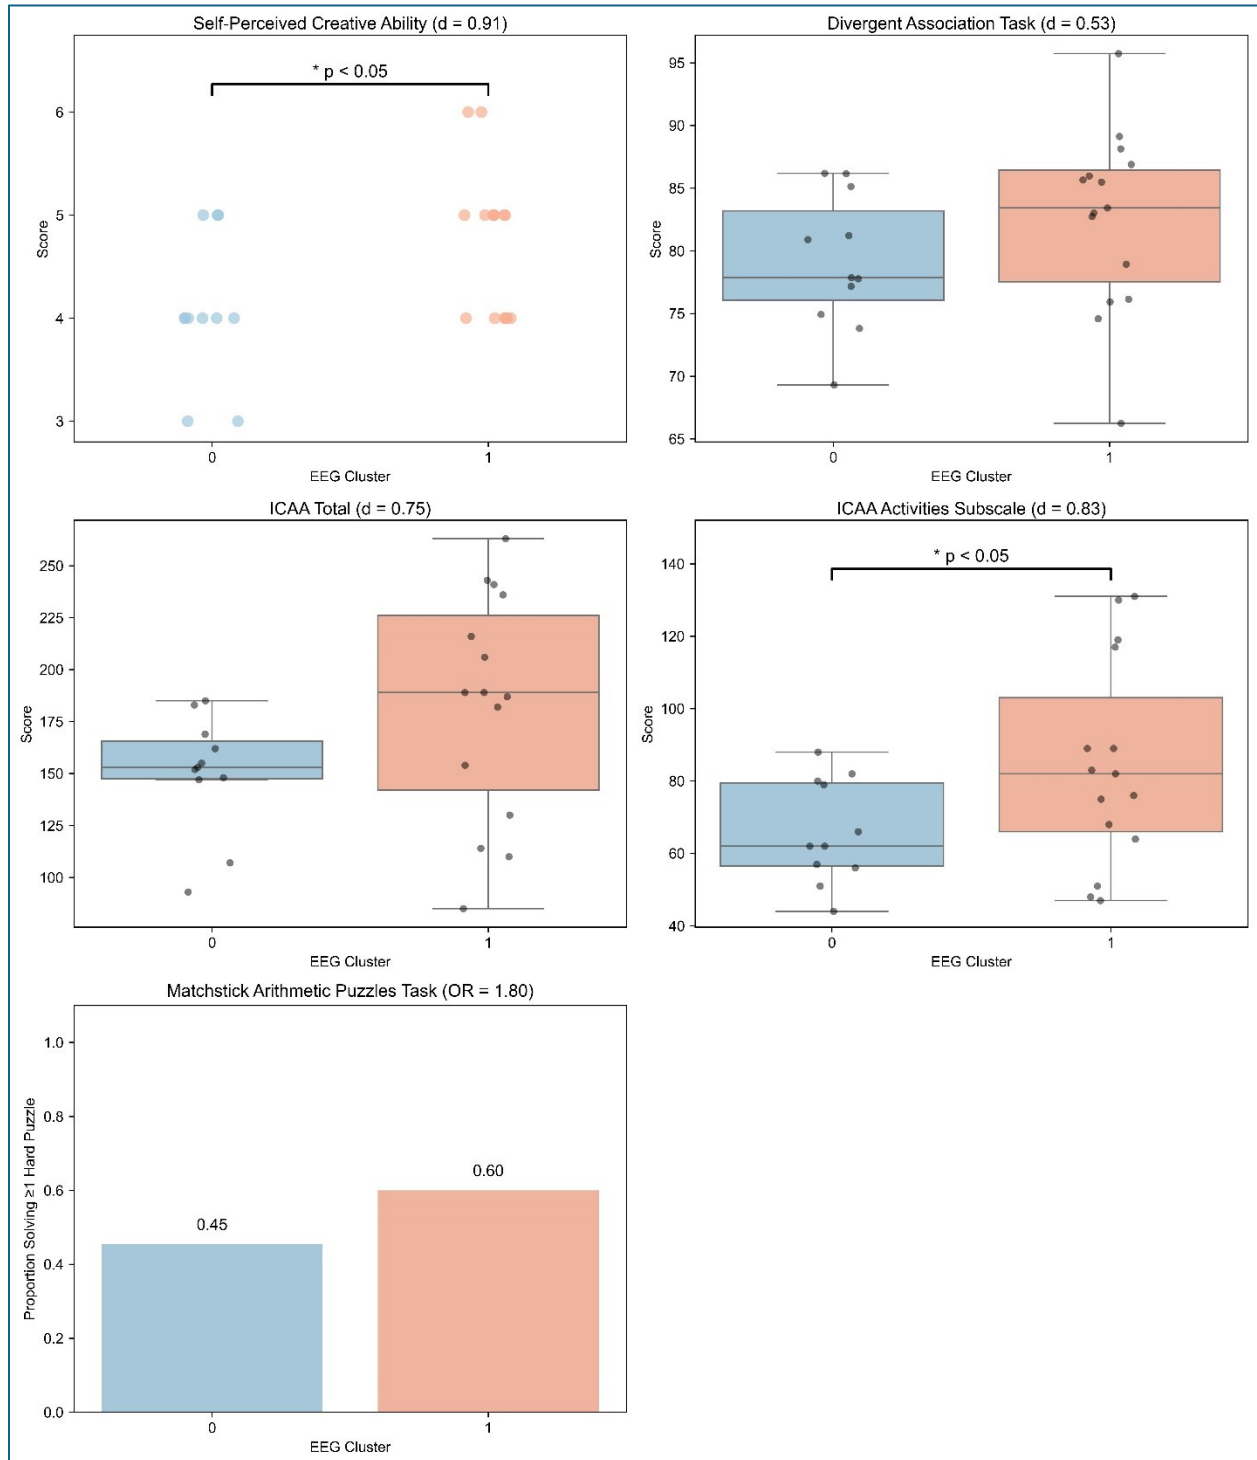 Self-Perceived Creative Ability (d = 0.91)
* p < 0.05
6
5
4
3
Score
0
1
EEG Cluster
Divergent Association Task (d = 0.53)
95
90
85
80
75
70
65
Score
0
1
EEG Cluster
ICAA Total (d = 0.75)
250
225
200
175
150
125
100
Score
0
1
EEG Cluster
ICAA Activities Subscale (d = 0.83)
* p < 0.05
140
120
100
80
60
40
Score
0
1
EEG Cluster
Matchstick Arithmetic Puzzles Task (OR = 1.80)
1.0
0.8
0.6
0.4
0.2
0.0
Proportion Solving ≥1 Hard Puzzle
0.45
0.60
0
1
EEG Cluster